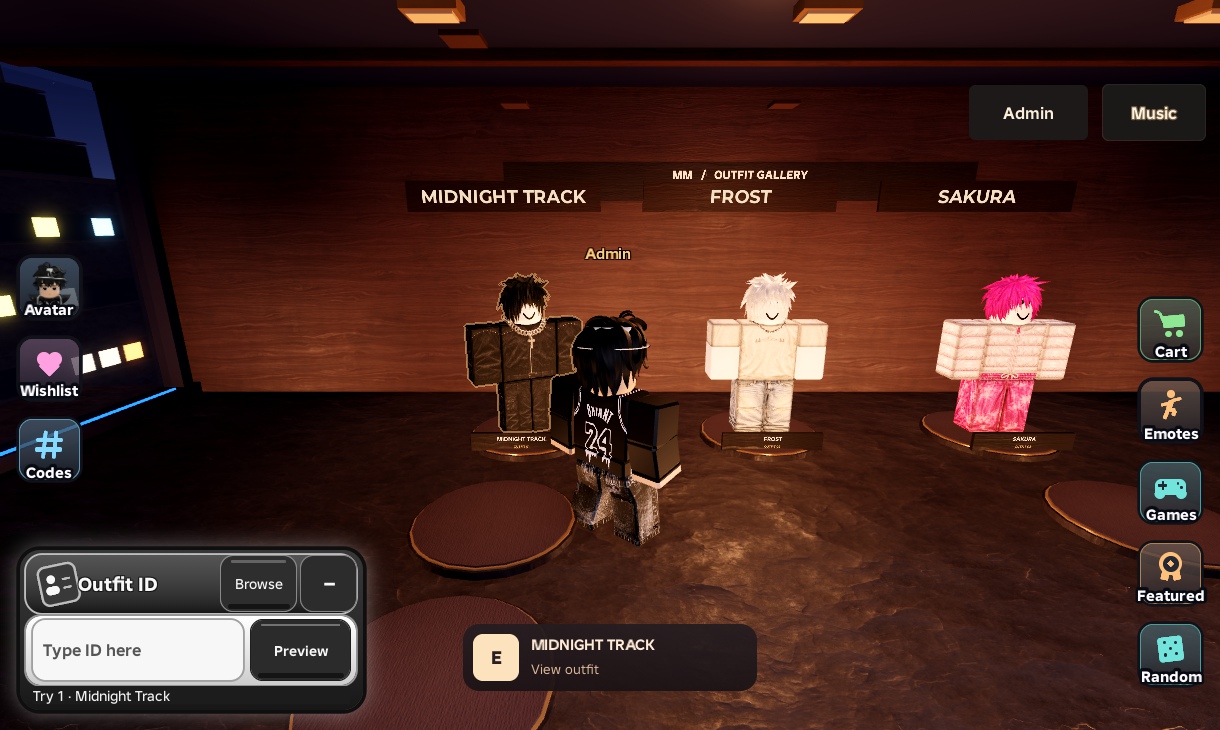 Admin
Music
MM / OUTFIT GALLERY
MIDNIGHT TRACK
FROST
SAKURA
Admin
Avatar
Wishlist
Codes
BRYANT
24
MIDNIGHT TRACK
FROST
SAKURA
Cart
Emotes
Games
Featured
Random
Outfit ID
Browse
–
Type ID here
Preview
Try 1 · Midnight Track
E
MIDNIGHT TRACK
View outfit